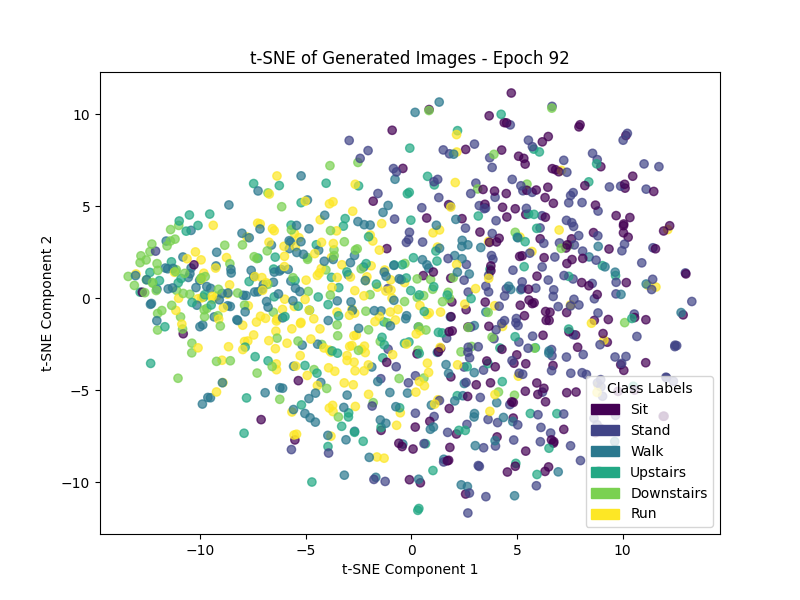 t-SNE of Generated Images - Epoch 92
t-SNE Component 2
10
5
0
−5
−10
−10
−5
0
5
10
t-SNE Component 1
Class Labels
Sit
Stand
Walk
Upstairs
Downstairs
Run